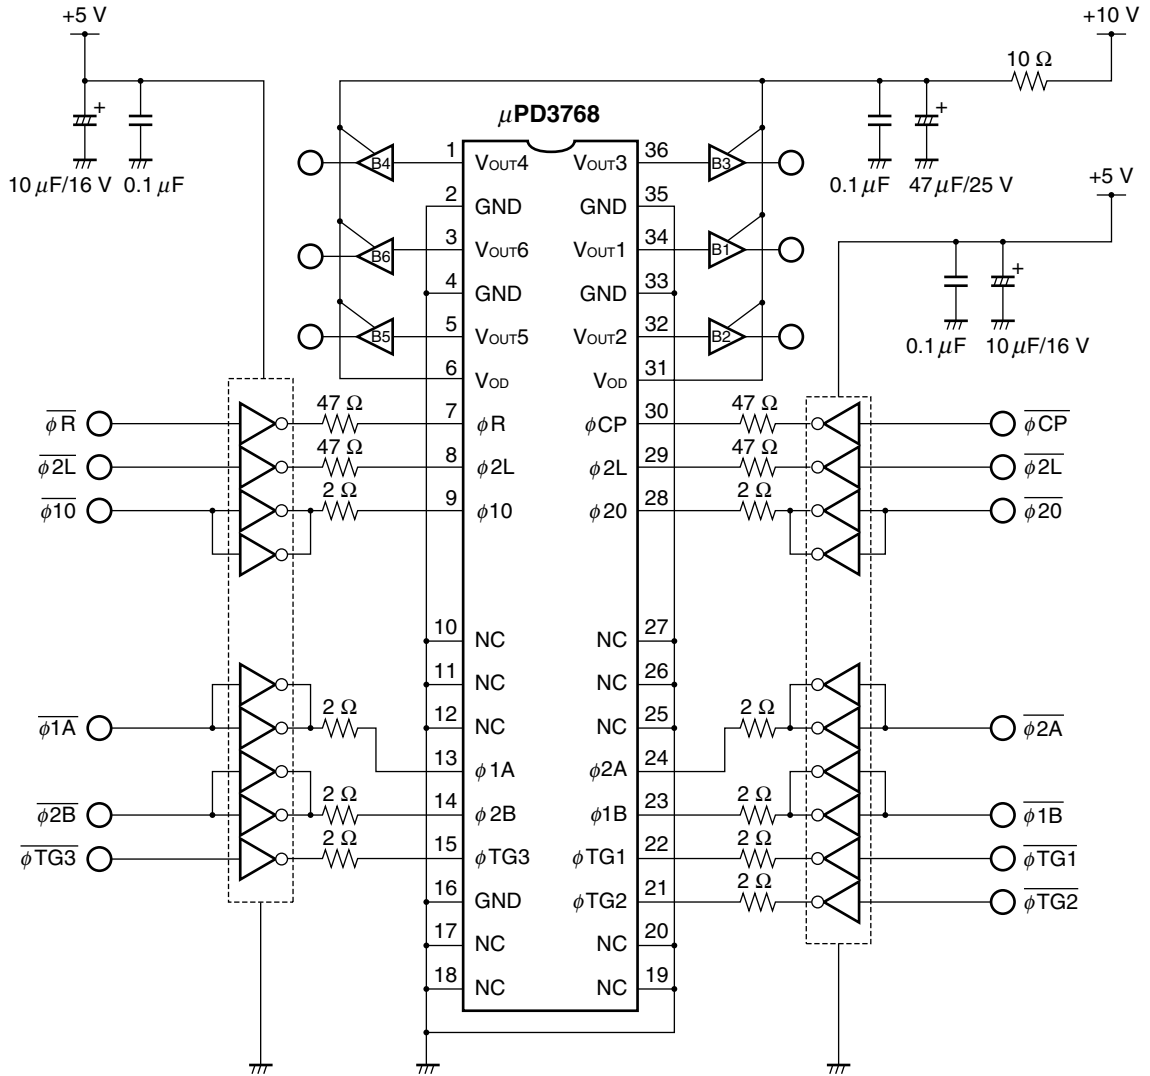 +5 V
+10 V
10 Ω
μPD3768
10 μF/16 V
0.1 μF
0.1 μF
47 μF/25 V
+
+
+5 V
+
0.1 μF
10 μF/16 V
B4
1
VOUT4
VOUT3
36
B3
2
GND
GND
35
B6
3
VOUT6
VOUT1
34
B1
4
GND
GND
33
B5
5
VOUT5
VOUT2
32
B2
6
VOD
VOD
31
φR
47 Ω
7
φR
φCP
30
47 Ω
φCP
φ2L
47 Ω
8
φ2L
φ2L
29
47 Ω
φ2L
φ10
2 Ω
9
φ10
φ20
28
2 Ω
φ20
10
NC
NC
27
11
NC
NC
26
12
NC
NC
25
φ1A
2 Ω
13
φ1A
φ2A
24
2 Ω
φ2A
φ2B
2 Ω
14
φ2B
φ1B
23
2 Ω
φ1B
φTG3
2 Ω
15
φTG3
φTG1
22
2 Ω
φTG1
16
GND
φTG2
21
2 Ω
φTG2
17
NC
NC
20
18
NC
NC
19